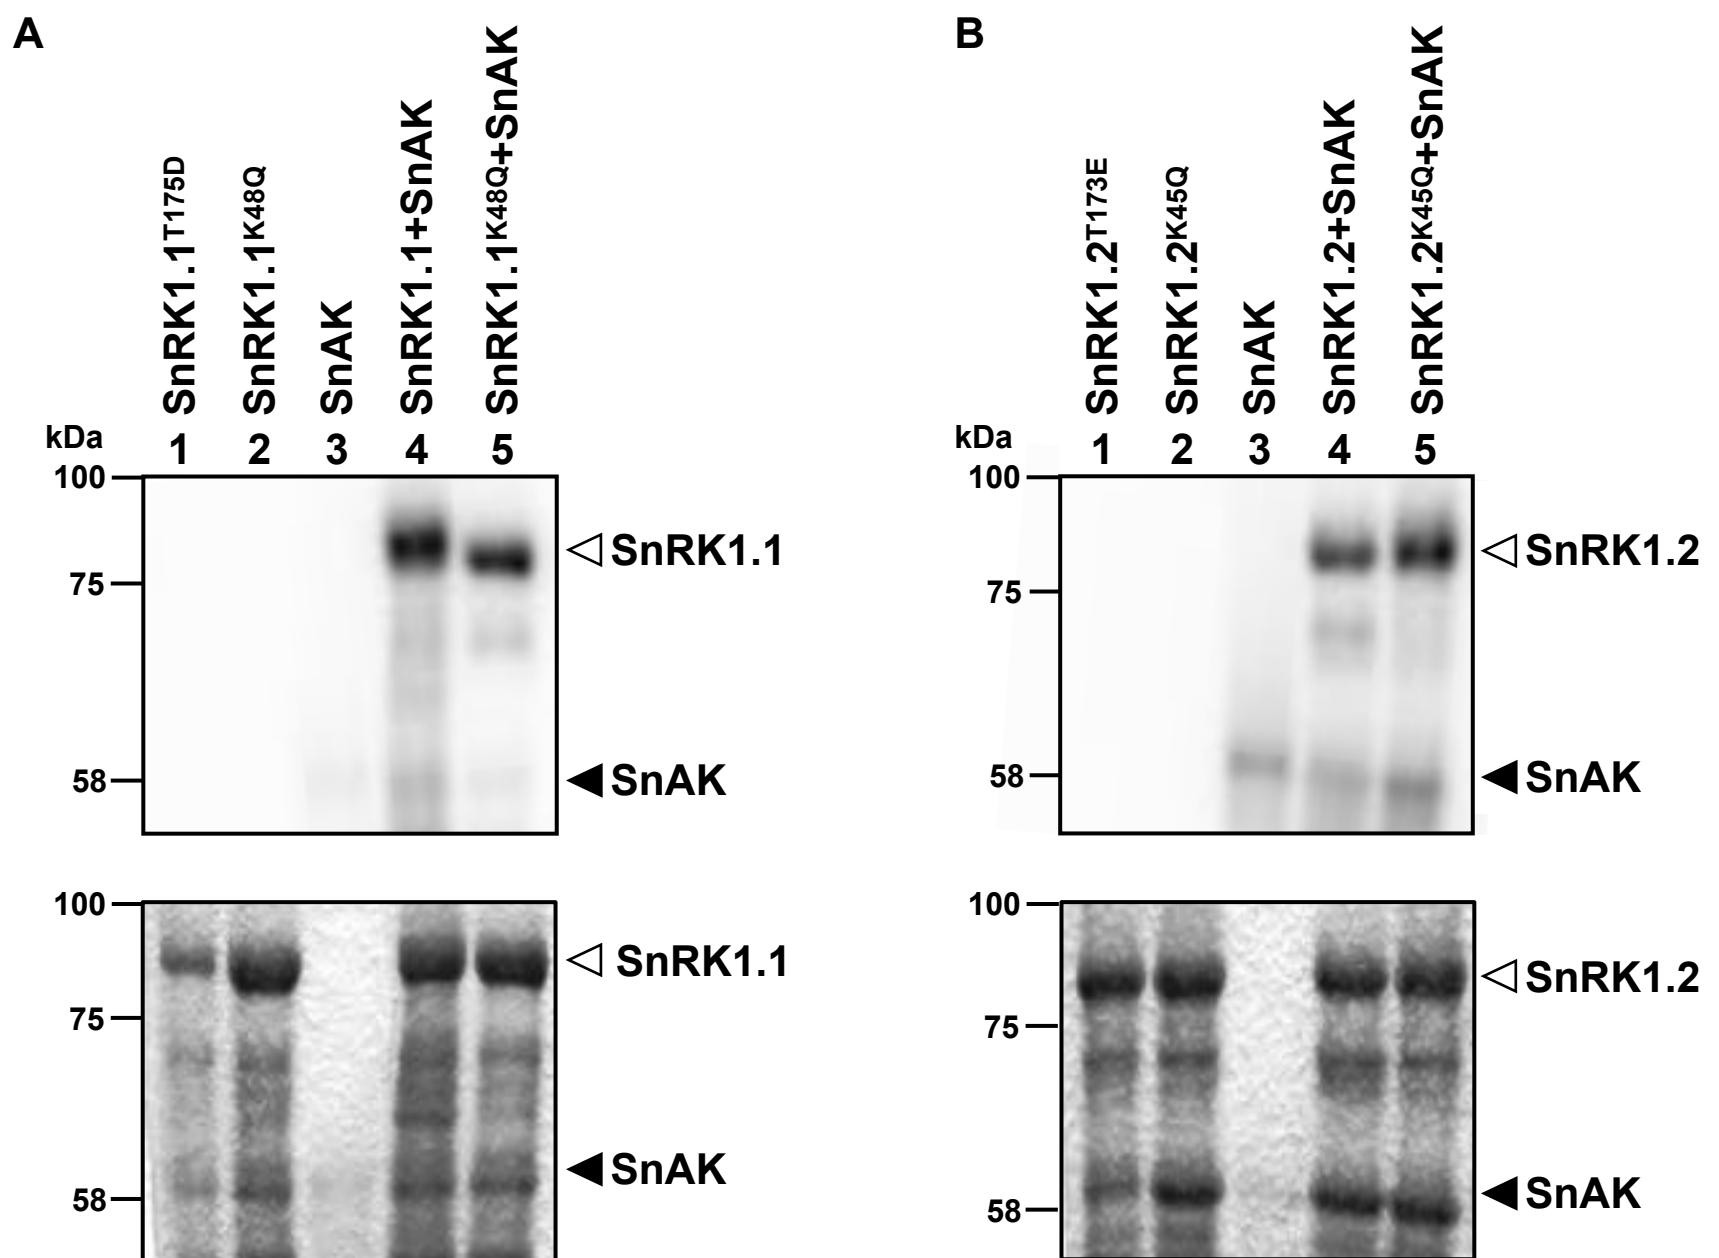 A
SnRK1.1T175D
SnRK1.1K48Q
SnAK
SnRK1.1+SnAK
SnRK1.1K48Q+SnAK
kDa
1 2 3 4 5
100
75
58
SnRK1.1
SnAK
100
75
58
SnRK1.1
SnAK
B
SnRK1.2T173E
SnRK1.2K45Q
SnAK
SnRK1.2+SnAK
SnRK1.2K45Q+SnAK
kDa
1 2 3 4 5
100
75
58
SnRK1.2
SnAK
100
75
58
SnRK1.2
SnAK